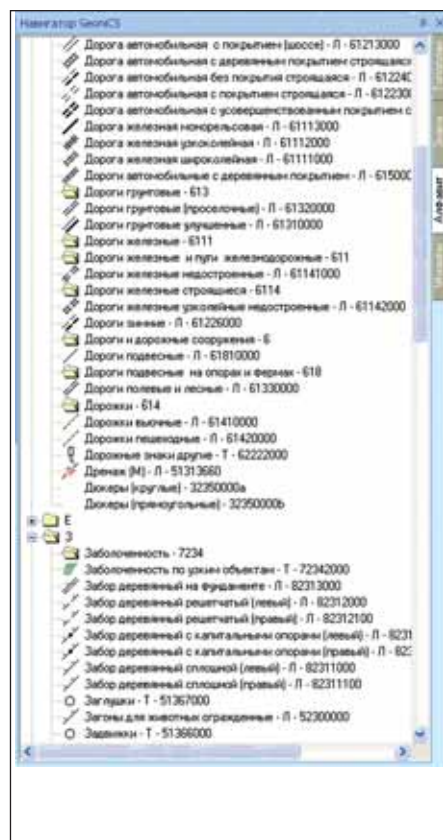 Навигатор GeoniCS
Дорога автомобильная с покрытием (шоссе) - Л - 61213000
Дорога автомобильная с деревянным покрытием строящаяс
Дорога автомобильная без покрытия строящаяся - Л - 61224(
Дорога автомобильная с покрытием строящаяся - Л - 612230(
Дорога автомобильная с усовершенствованным покрытием с
Дорога железная монорельсовая - Л - 61113000
Дорога железная узкоколейная - Л - 61112000
Дорога железная ширококолейная - Л - 61111000
Дороги автомобильные с деревянным покрытием - Л - 61500(
Дороги грунтовые - 613
Дороги грунтовые (проселочные) - Л - 61320000
Дороги грунтовые улучшенные - Л - 61310000
Дороги железные - 6111
Дороги железные и пути железнодорожные - 611
Дороги железные недостроенные - Л - 61141000
Дороги железные строящиеся - 6114
Дороги железные узколейные недостроенные - Л - 61142000
Дороги зимние - Л - 61226000
Дороги и дорожные сооружения - 6
Дороги подвесные - Л - 61810000
Дороги подвесные на опорах и фермах - 618
Дороги полевые и лесные - Л - 61330000
Дорожки - 614
Дорожки вьючные - Л - 61410000
Дорожки пешеходные - Л - 61420000
Дорожные знаки другие - Т - 62222000
Дренаж (М) - Л - 51313660
Дюкеры (круглые) - 32350000a
Дюкеры (прямоугольные) - 32350000b
Е
З
Заболоченность - 7234
Заболоченность по узким объектам - Т - 72342000
Забор деревянный на фундаменте - Л - 82313000
Забор деревянный решетчатый (левый) - Л - 82312000
Забор деревянный решетчатый (правый) - Л - 82312100
Забор деревянный с капитальными опорами (левый) - Л - 8231
Забор деревянный с капитальными опорами (правый) - Л - 82:
Забор деревянный сплошной (левый) - Л - 82311000
Забор деревянный сплошной (правый) - Л - 82311100
Заглушки - Т - 51367000
Загоны для животных огражденные - Л - 52300000
Задвижки - Т - 51366000
Алфавит